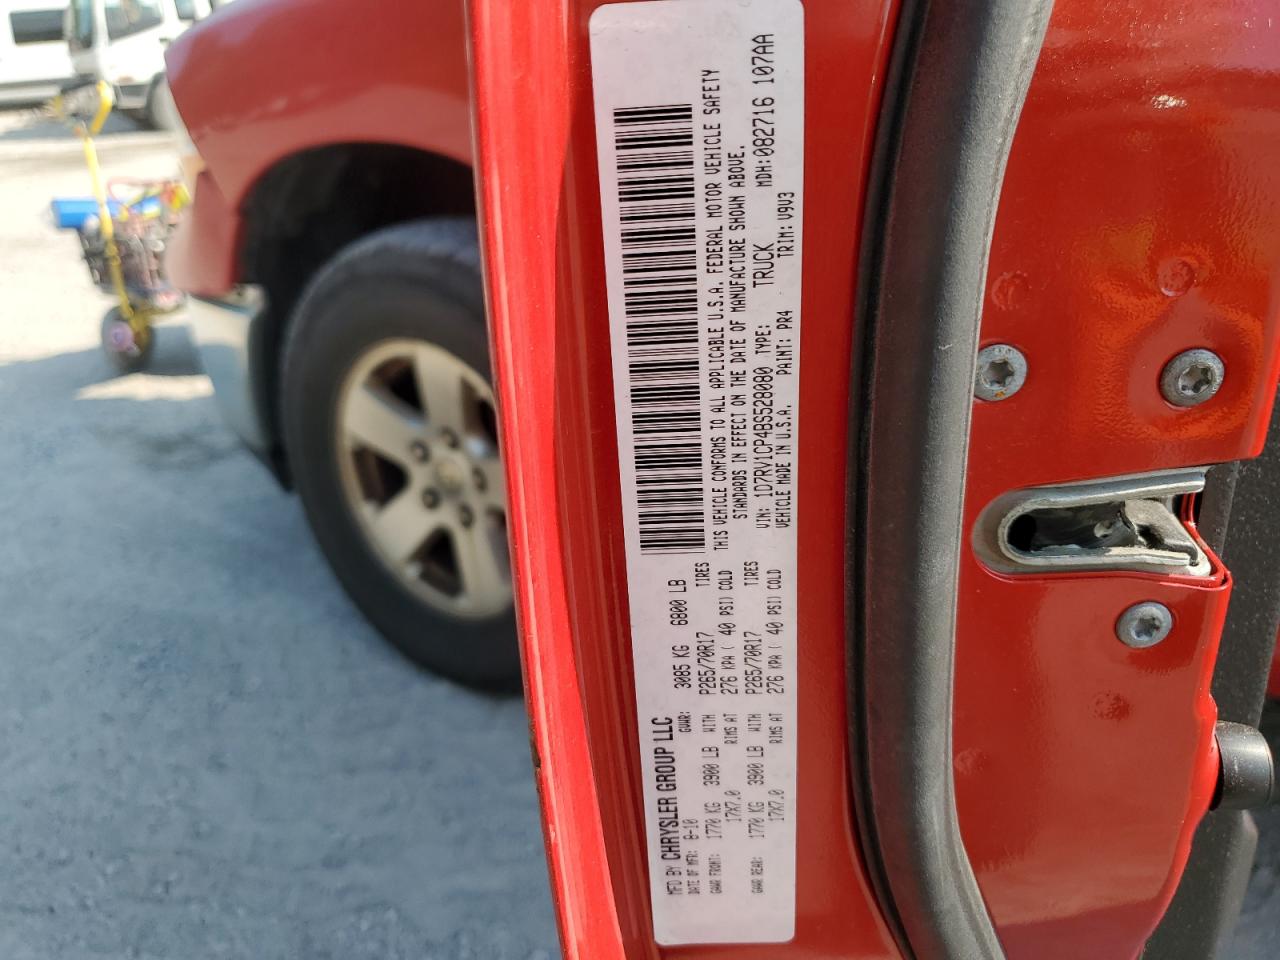 MFD BY CHRYSLER GROUP LLC
DATE OF MFR: 8-10 GVWR: 3085 KG 6800 LB
GAWR FRONT: 1770 KG 3900 LB WITH P265/70R17 TIRES
17X7.0 RIMS AT 276 KPA ( 40 PSI) COLD
GAWR REAR: 1770 KG 3900 LB WITH P265/70R17 TIRES
17X7.0 RIMS AT 276 KPA ( 40 PSI) COLD
THIS VEHICLE CONFORMS TO ALL APPLICABLE U.S.A. FEDERAL MOTOR VEHICLE SAFETY
STANDARDS IN EFFECT ON THE DATE OF MANUFACTURE SHOWN ABOVE.
VIN: 1D7RV1CP4BS528080 TYPE: TRUCK MDH: 082716 107AA
VEHICLE MADE IN U.S.A. PAINT: PR4 TRIM: V9V3